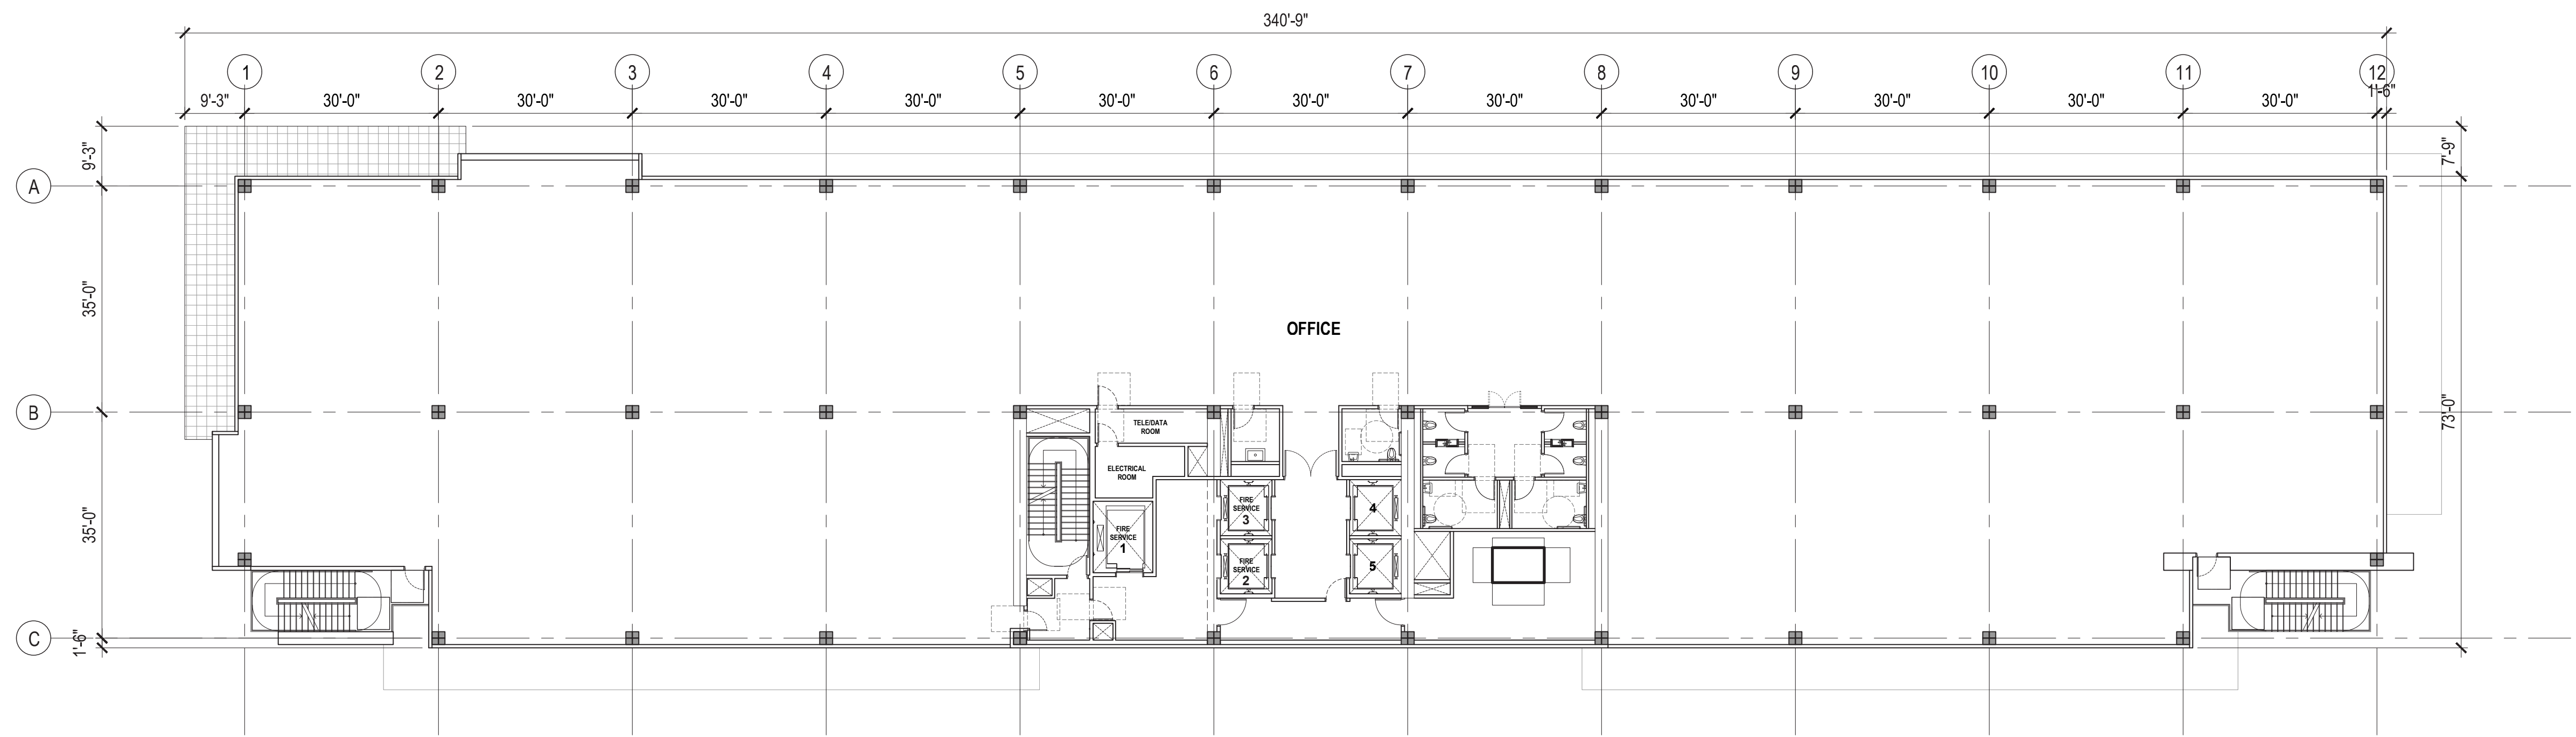 340'-9"
1 2 3 4 5 6 7 8 9 10 11 12
9'-3" 30'-0" 30'-0" 30'-0" 30'-0" 30'-0" 30'-0" 30'-0" 30'-0" 30'-0" 30'-0" 30'-0" 1'-6"
9'-3"
7'-9"
A
35'-0"
OFFICE
B
73'-0"
TELE/DATA
ROOM
ELECTRICAL
ROOM
FIRE
SERVICE
3
4
35'-0"
FIRE
SERVICE
1
FIRE
SERVICE
2
5
C
1'-6"